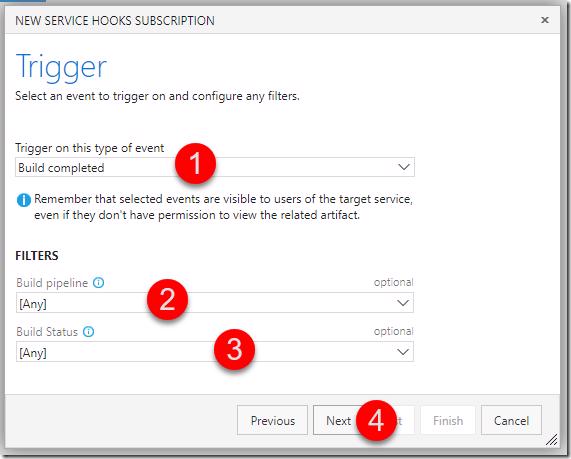 NEW SERVICE HOOKS SUBSCRIPTION
Trigger
Select an event to trigger on and configure any filters.
Trigger on this type of event
Build completed
1
Remember that selected events are visible to users of the target service,
even if they don't have permission to view the related artifact.
FILTERS
Build pipeline optional
[Any] 2
Build Status optional
[Any] 3
Previous Next 4 Finish Cancel